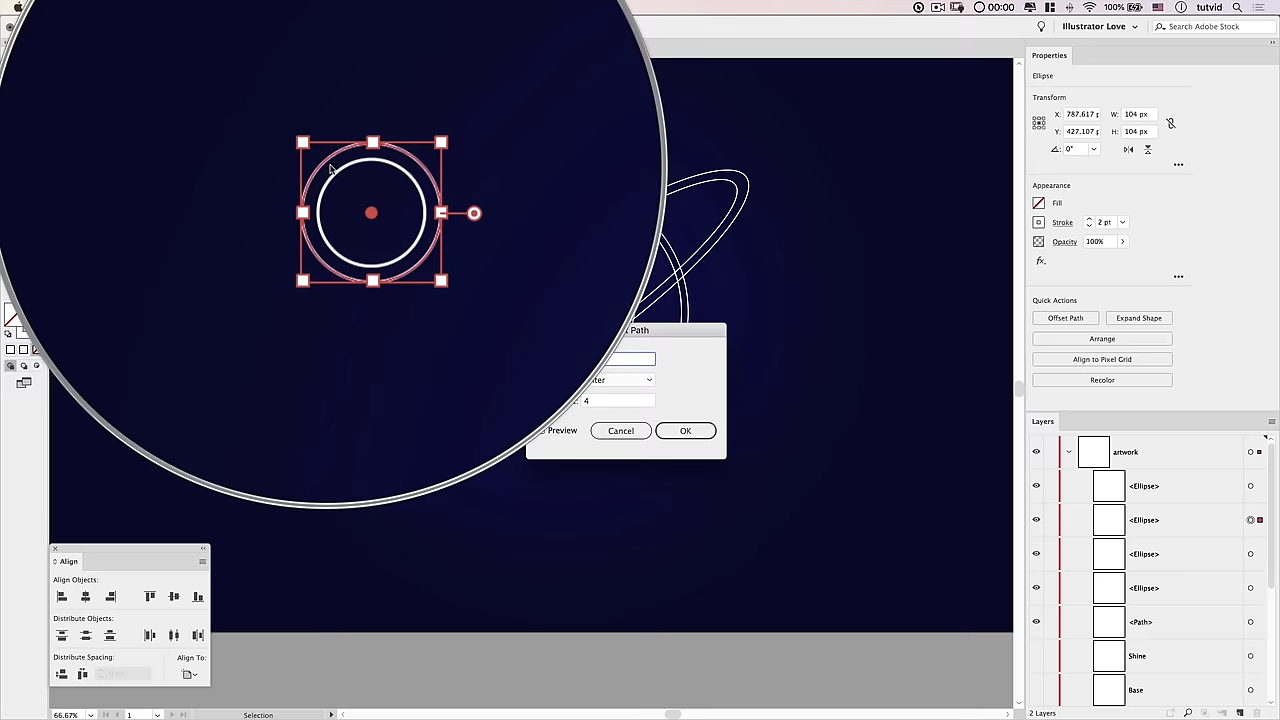 00:00
100%
tutvid
Illustrator Love
Search Adobe Stock
Properties
Ellipse
Transform
X: 787.617 p W: 104 px
Y: 427.107 p H: 104 px
0°
Appearance
Fill
Stroke 2 pt
Opacity 100%
fx.
Quick Actions
Offset Path Expand Shape
Arrange
Align to Pixel Grid
Recolor
Path
iter
4
Preview Cancel OK
Layers
artwork
<Ellipse>
<Ellipse>
<Ellipse>
<Ellipse>
<Path>
Shine
Base
2 Layers
Align
Align Objects:
Distribute Objects:
Distribute Spacing: Align To:
66.67% 1 Selection